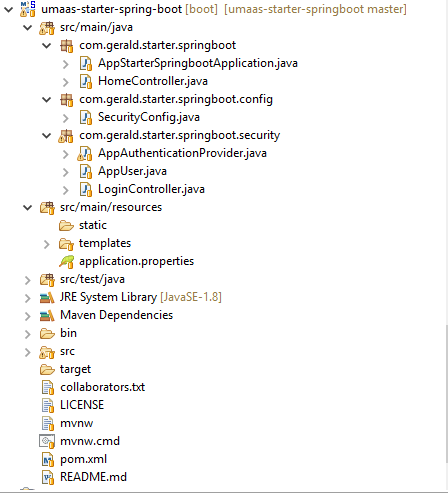 umaas-starter-spring-boot [boot] [umaas-starter-springboot master]
src/main/java
com.gerald.starter.springboot
AppStarterSpringbootApplication.java
HomeController.java
com.gerald.starter.springboot.config
SecurityConfig.java
com.gerald.starter.springboot.security
AppAuthenticationProvider.java
AppUser.java
LoginController.java
src/main/resources
static
templates
application.properties
src/test/java
JRE System Library [JavaSE-1.8]
Maven Dependencies
bin
src
target
collaborators.txt
LICENSE
mvnw
mvnw.cmd
pom.xml
README.md